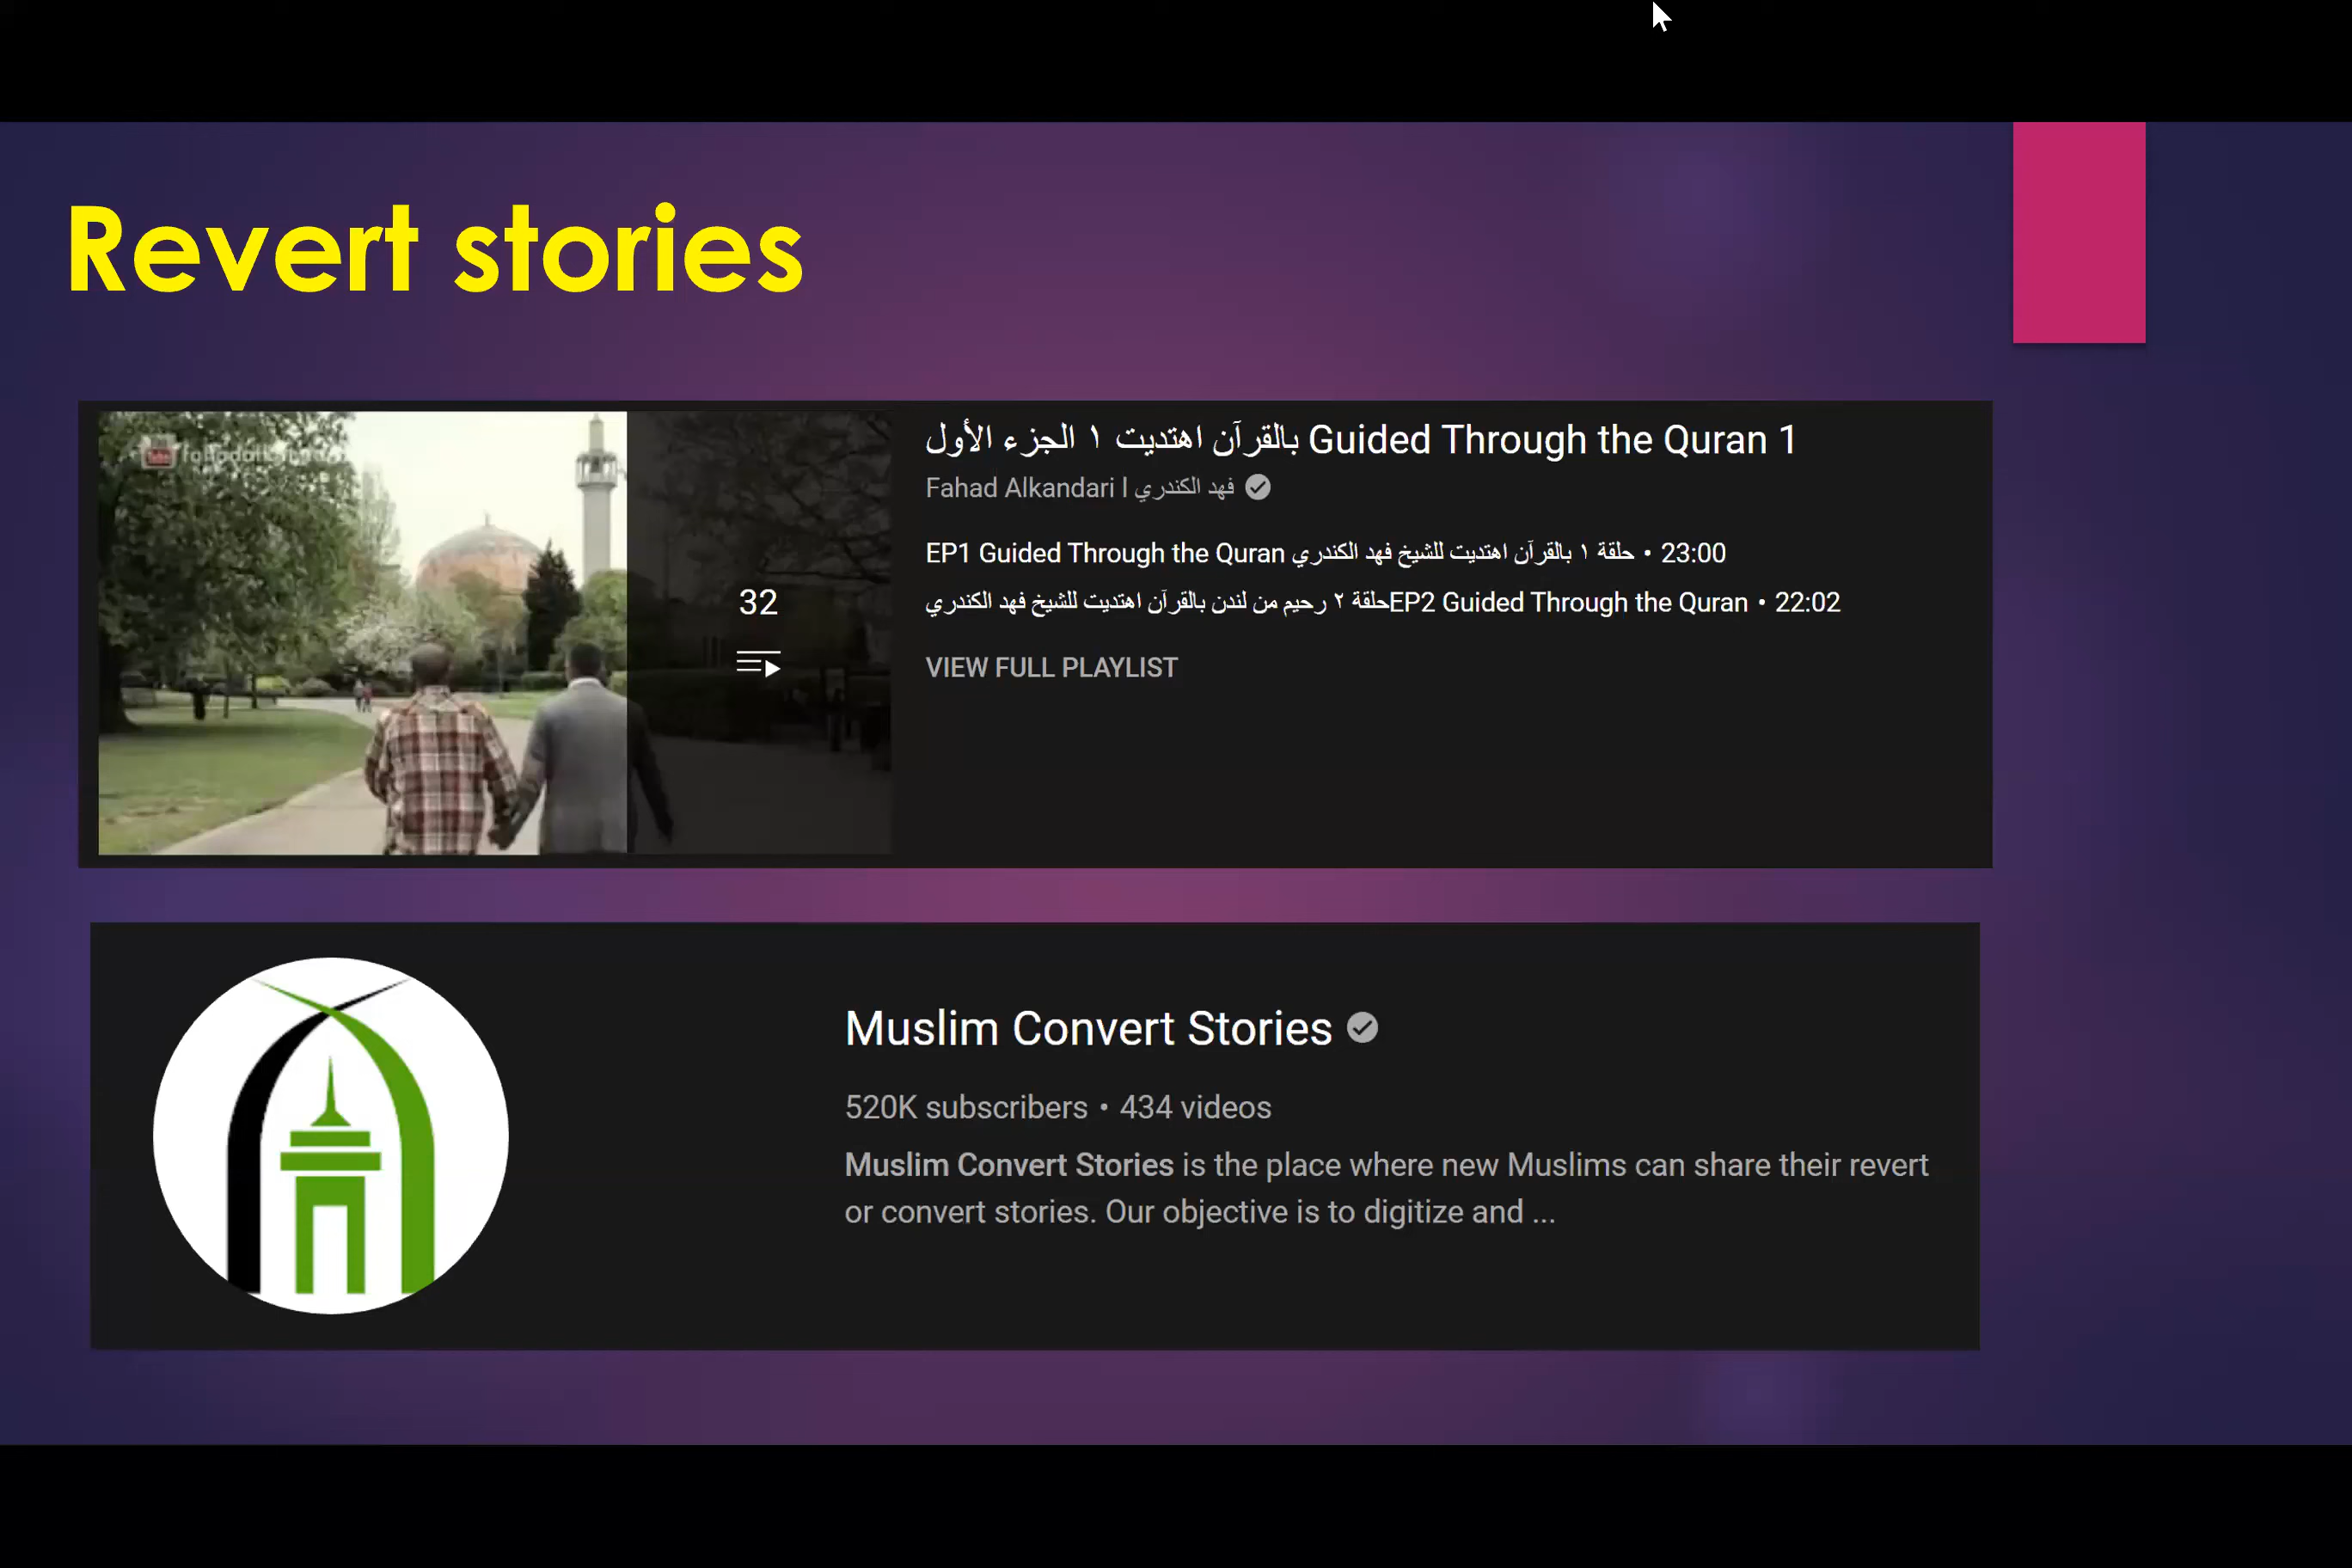 Revert stories
بالقرآن اهتديت ١ الجزء الأول Guided Through the Quran 1
Fahad Alkandari l فهد الكندري
32
EP1 Guided Through the Quran حلقة ١ بالقرآن اهتديت للشيخ فهد الكندري • 23:00
حلقة ٢ رحيم من لندن بالقرآن اهتديت للشيخ فهد الكندريEP2 Guided Through the Quran • 22:02
VIEW FULL PLAYLIST
Muslim Convert Stories
520K subscribers • 434 videos
Muslim Convert Stories is the place where new Muslims can share their revert
or convert stories. Our objective is to digitize and ...